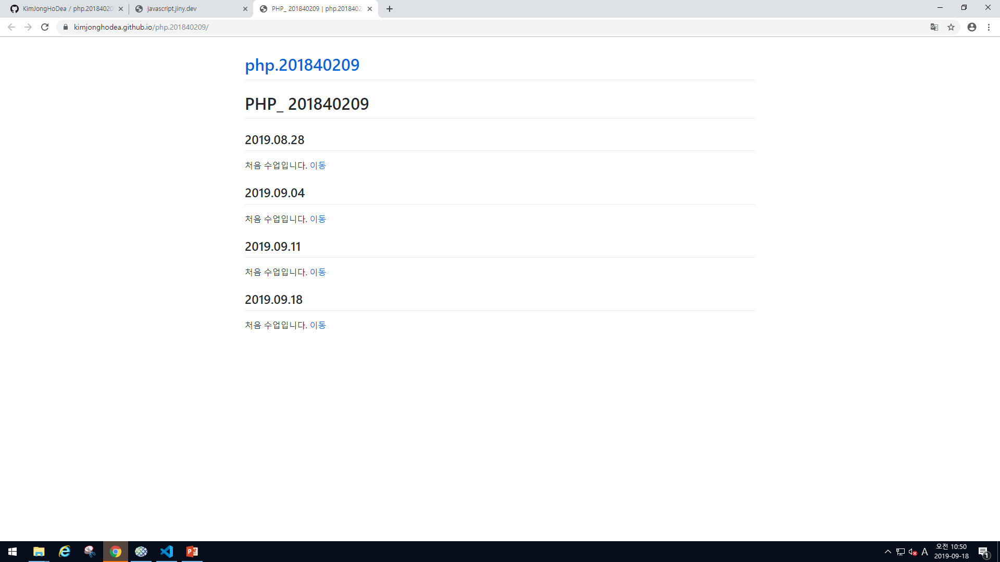 KimJongHoDea / php.20184020
javascript.jiny.dev
PHP_ 201840209 | php.2018402
kimjonghodea.github.io/php.201840209/
php.201840209
PHP_ 201840209
2019.08.28
처음 수업입니다. 이동
2019.09.04
처음 수업입니다. 이동
2019.09.11
처음 수업입니다. 이동
2019.09.18
처음 수업입니다. 이동
A
오전 10:50
2019-09-18
1